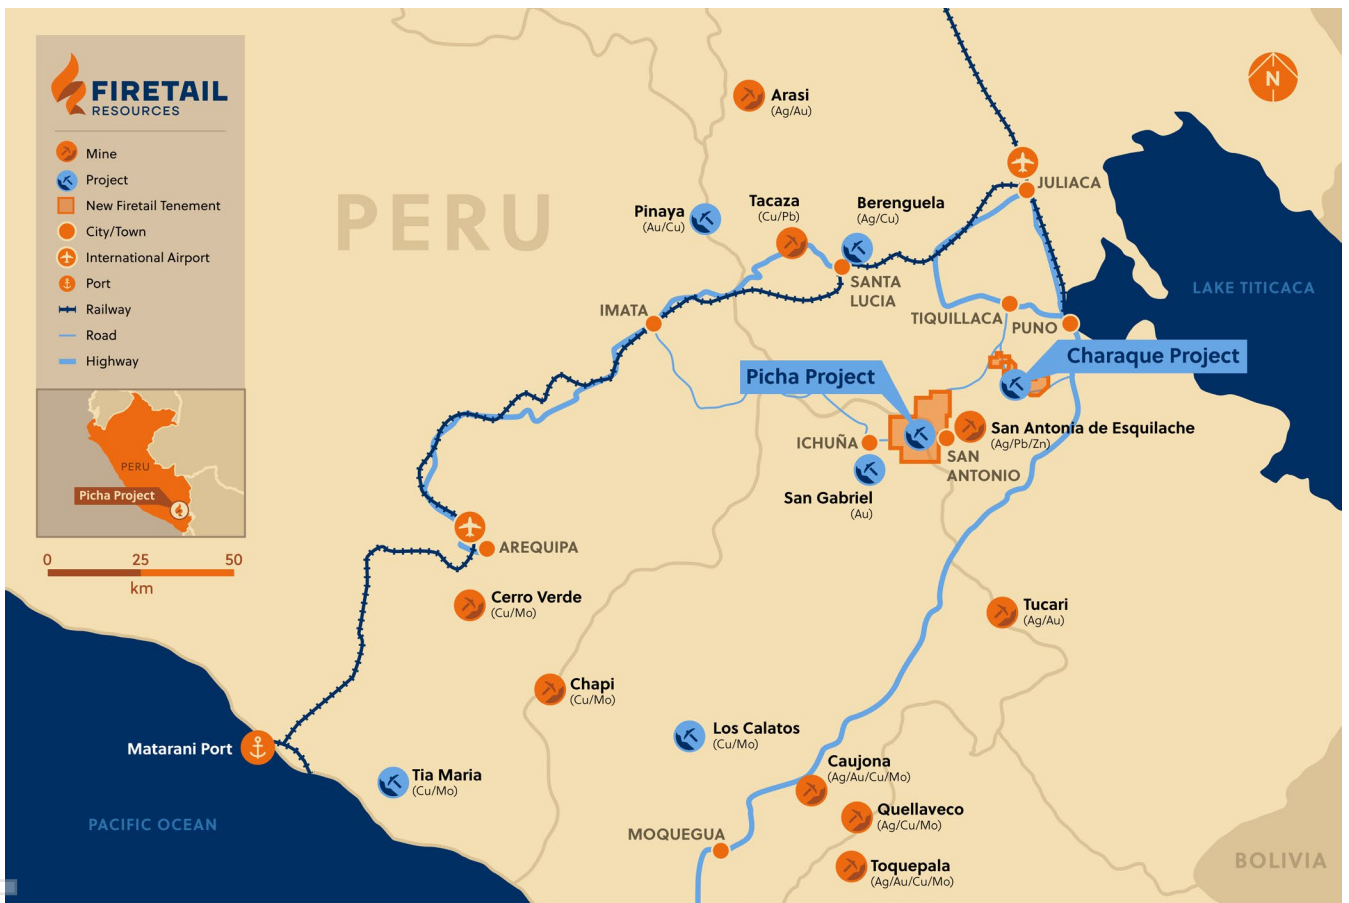 FIRETAIL
RESOURCES
Mine
Project
New Firetail Tenement
City/Town
International Airport
Port
Railway
Road
Highway
PERU
Picha Project
0 25 50
km
PERU
N
Arasi
(Ag/Au)
JULIACA
Pinaya
(Au/Cu)
Tacaza
(Cu/Pb)
Berenguela
(Ag/Cu)
SANTA
LUCIA
LAKE TITICACA
IMATA
TIQUILLACA
PUNO
Charaque Project
Picha Project
San Antonia de Esquilache
(Ag/Pb/Zn)
ICHUÑA
SAN
ANTONIO
San Gabriel
(Au)
AREQUIPA
Cerro Verde
(Cu/Mo)
Tucari
(Ag/Au)
Chapi
(Cu/Mo)
Los Calatos
(Cu/Mo)
Matarani Port
Tia Maria
(Cu/Mo)
Caujona
(Ag/Au/Cu/Mo)
Quellaveco
(Ag/Cu/Mo)
PACIFIC OCEAN
MOQUEGUA
Toquepala
(Ag/Au/Cu/Mo)
BOLIVIA